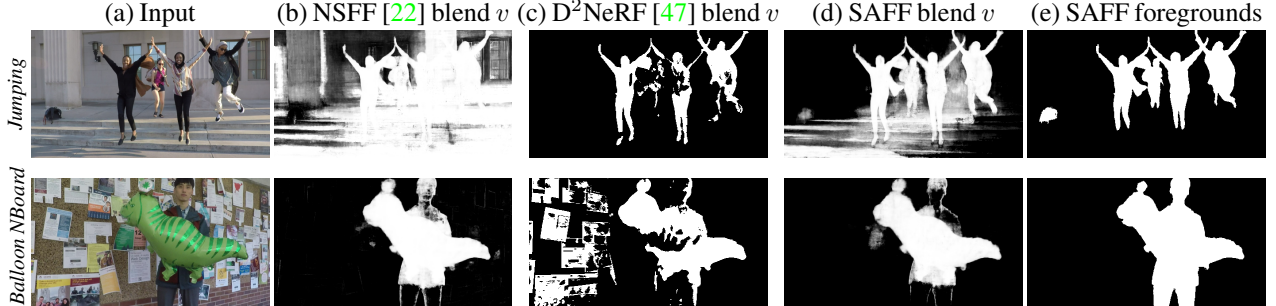 (a) Input (b) NSFF [22] blend v (c) D²NeRF [47] blend v (d) SAFF blend v (e) SAFF foregrounds
Jumping
Balloon NBoard